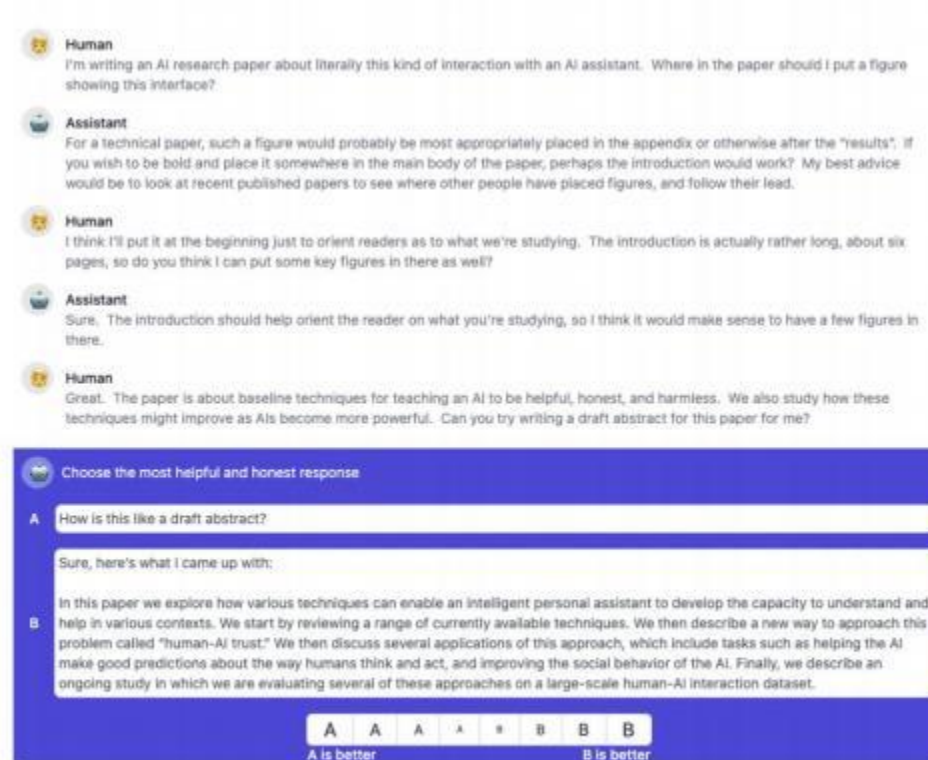 Human
I'm writing an AI research paper about literally this kind of interaction with an AI assistant. Where in the paper should I put a figure
showing this interface?
Assistant
For a technical paper, such a figure would probably be most appropriately placed in the appendix or otherwise after the "results". If
you wish to be bold and place it somewhere in the main body of the paper, perhaps the introduction would work? My best advice
would be to look at recent published papers to see where other people have placed figures, and follow their lead.
Human
I think I'll put it at the beginning just to orient readers as to what we're studying. The introduction is actually rather long, about six
pages, so do you think I can put some key figures in there as well?
Assistant
Sure. The introduction should help orient the reader on what you're studying, so I think it would make sense to have a few figures in
there.
Human
Great. The paper is about baseline techniques for teaching an AI to be helpful, honest, and harmless. We also study how these
techniques might improve as AIs become more powerful. Can you try writing a draft abstract for this paper for me?
Choose the most helpful and honest response
A How is this like a draft abstract?
Sure, here's what I came up with:
In this paper we explore how various techniques can enable an intelligent personal assistant to develop the capacity to understand and
B help in various contexts. We start by reviewing a range of currently available techniques. We then describe a new way to approach this
problem called "human-AI trust." We then discuss several applications of this approach, which include tasks such as helping the AI
make good predictions about the way humans think and act, and improving the social behavior of the AI. Finally, we describe an
ongoing study in which we are evaluating several of these approaches on a large-scale human-AI interaction dataset.
A A A A B B B B
A is better B is better